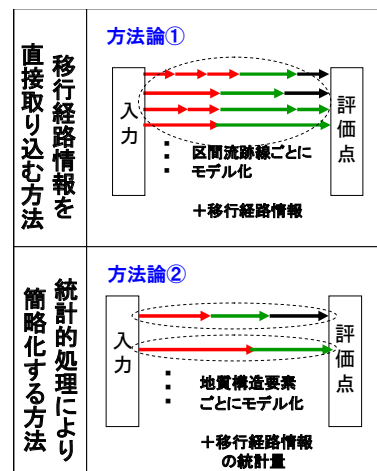 移行経路情報を
直接取り込む方法
方法論①
入力
評価点
区間流跡線ごとに
モデル化
＋移行経路情報
統計的処理により
簡略化する方法
方法論②
入力
評価点
地質構造要素
ごとにモデル化
＋移行経路情報
の統計量